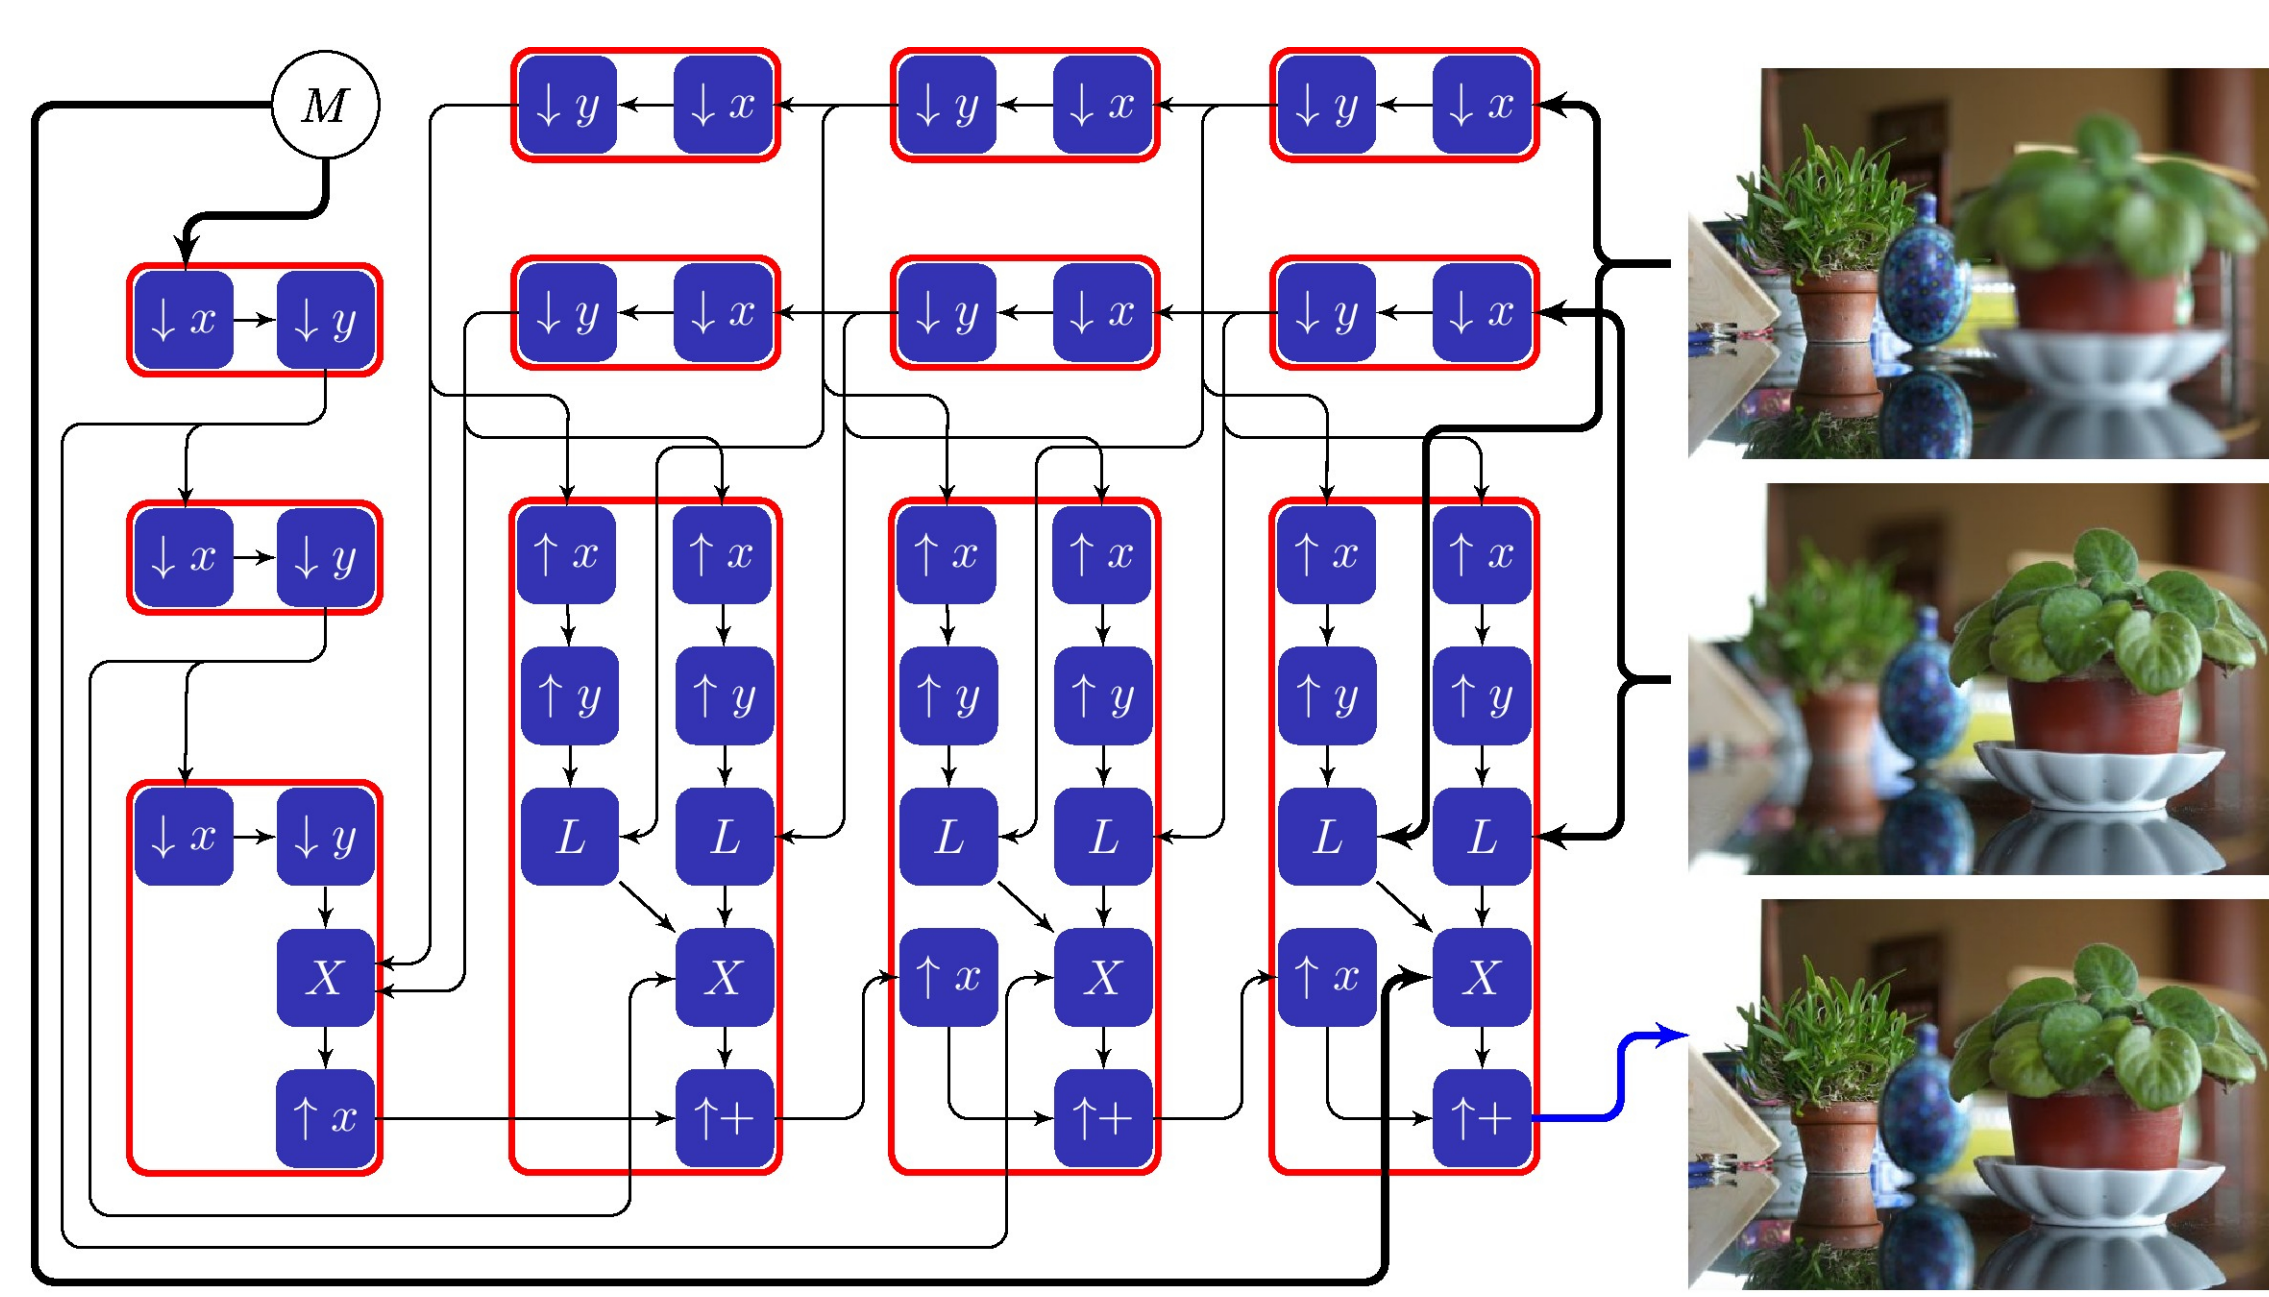 M ↓ y ↓ x ↓ y ↓ x ↓ y ↓ x
↓ x ↓ y ↓ y ↓ x ↓ y ↓ x ↓ y ↓ x
↓ x ↓ y ↑ x ↑ x ↑ x ↑ x ↑ x ↑ x
↑ y ↑ y ↑ y ↑ y ↑ y ↑ y
↓ x ↓ y L L L L L L
X X ↑ x X ↑ x X
↑ x ↑+ ↑+ ↑+